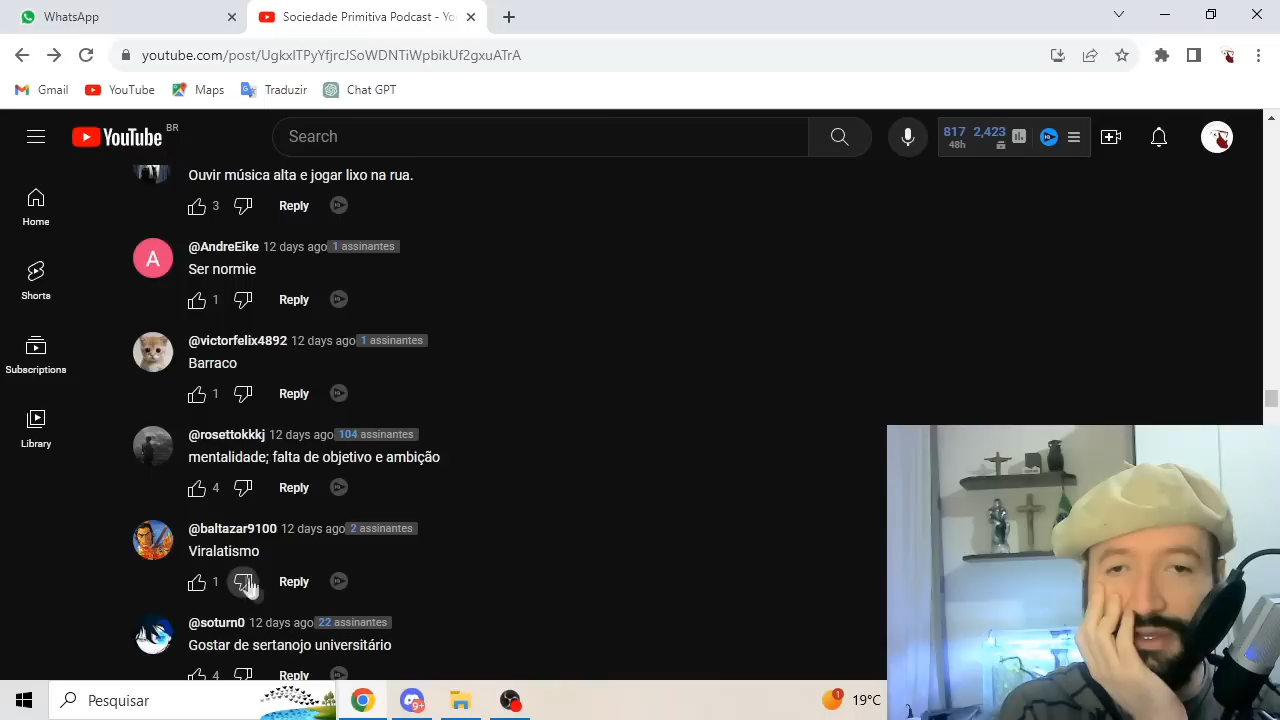 WhatsApp
Sociedade Primitiva Podcast - Yo
youtube.com/post/UgkxlTPyYfjrcJSoWDNTiWpbikUf2gxuATrA
Gmail
YouTube
Maps
Traduzir
Chat GPT
YouTube BR
Search
817 2,423
48h
Home
Shorts
Subscriptions
Library
Ouvir música alta e jogar lixo na rua.
3 Reply
A
@AndreEike 12 days ago 1 assinantes
Ser normie
1 Reply
@victorfelix4892 12 days ago 1 assinantes
Barraco
1 Reply
@rosettokkkj 12 days ago 104 assinantes
mentalidade; falta de objetivo e ambição
4 Reply
@baltazar9100 12 days ago 2 assinantes
Viralatismo
1 Reply
@soturn0 12 days ago 22 assinantes
Gostar de sertanojo universitário
4 Reply
Pesquisar
9+
1
19°C